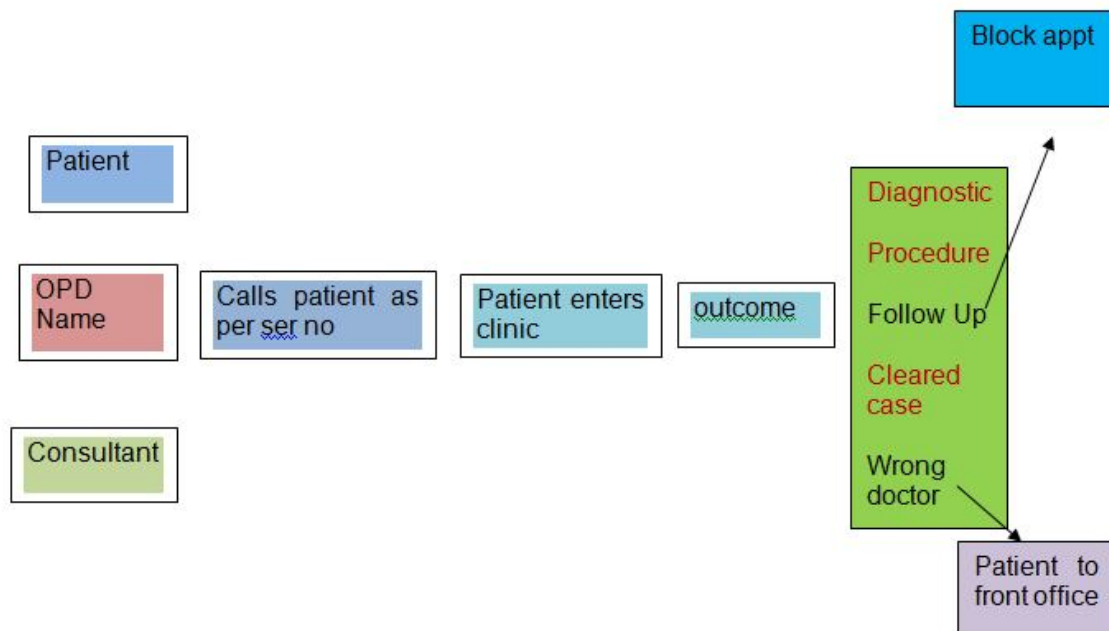 Block appt
Patient
OPD
Name
Calls patient as
per ser no
Patient enters
clinic
outcome
Diagnostic
Procedure
Follow Up
Cleared
case
Wrong
doctor
Consultant
Patient to
front office